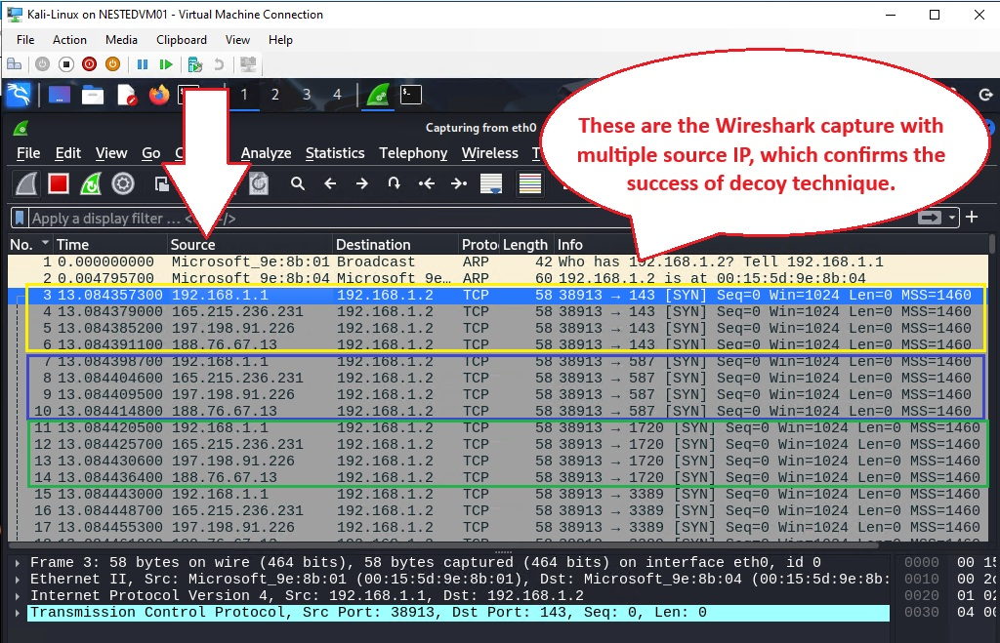 Kali-Linux on NESTEDVM01 - Virtual Machine Connection
File Action Media Clipboard View Help
1 2 3 4
Capturing from eth0
File Edit View Go Analyze Statistics Telephony Wireless
These are the Wireshark capture with
multiple source IP, which confirms the
success of decoy technique.
Apply a display filter … < /> +
No. Time Source Destination Proto Length Info
1 0.000000000 Microsoft_9e:8b:01 Broadcast ARP 42 Who has 192.168.1.2? Tell 192.168.1.1
2 0.004795700 Microsoft_9e:8b:04 Microsoft_9e… ARP 60 192.168.1.2 is at 00:15:5d:9e:8b:04
3 13.084357300 192.168.1.1 192.168.1.2 TCP 58 38913 → 143 [SYN] Seq=0 Win=1024 Len=0 MSS=1460
4 13.084379000 165.215.236.231 192.168.1.2 TCP 58 38913 → 143 [SYN] Seq=0 Win=1024 Len=0 MSS=1460
5 13.084385200 197.198.91.226 192.168.1.2 TCP 58 38913 → 143 [SYN] Seq=0 Win=1024 Len=0 MSS=1460
6 13.084391100 188.76.67.13 192.168.1.2 TCP 58 38913 → 143 [SYN] Seq=0 Win=1024 Len=0 MSS=1460
7 13.084398700 192.168.1.1 192.168.1.2 TCP 58 38913 → 587 [SYN] Seq=0 Win=1024 Len=0 MSS=1460
8 13.084404600 165.215.236.231 192.168.1.2 TCP 58 38913 → 587 [SYN] Seq=0 Win=1024 Len=0 MSS=1460
9 13.084409500 197.198.91.226 192.168.1.2 TCP 58 38913 → 587 [SYN] Seq=0 Win=1024 Len=0 MSS=1460
10 13.084414800 188.76.67.13 192.168.1.2 TCP 58 38913 → 587 [SYN] Seq=0 Win=1024 Len=0 MSS=1460
11 13.084420500 192.168.1.1 192.168.1.2 TCP 58 38913 → 1720 [SYN] Seq=0 Win=1024 Len=0 MSS=1460
12 13.084425700 165.215.236.231 192.168.1.2 TCP 58 38913 → 1720 [SYN] Seq=0 Win=1024 Len=0 MSS=1460
13 13.084430600 197.198.91.226 192.168.1.2 TCP 58 38913 → 1720 [SYN] Seq=0 Win=1024 Len=0 MSS=1460
14 13.084436400 188.76.67.13 192.168.1.2 TCP 58 38913 → 1720 [SYN] Seq=0 Win=1024 Len=0 MSS=1460
15 13.084443000 192.168.1.1 192.168.1.2 TCP 58 38913 → 3389 [SYN] Seq=0 Win=1024 Len=0 MSS=1460
16 13.084448700 165.215.236.231 192.168.1.2 TCP 58 38913 → 3389 [SYN] Seq=0 Win=1024 Len=0 MSS=1460
17 13.084455300 197.198.91.226 192.168.1.2 TCP 58 38913 → 3389 [SYN] Seq=0 Win=1024 Len=0 MSS=1460
Frame 3: 58 bytes on wire (464 bits), 58 bytes captured (464 bits) on interface eth0, id 0
Ethernet II, Src: Microsoft_9e:8b:01 (00:15:5d:9e:8b:01), Dst: Microsoft_9e:8b:04 (00:15:5d:9e:8b:
Internet Protocol Version 4, Src: 192.168.1.1, Dst: 192.168.1.2
Transmission Control Protocol, Src Port: 38913, Dst Port: 143, Seq: 0, Len: 0
0000 00
0010 00
0020 01
0030 04